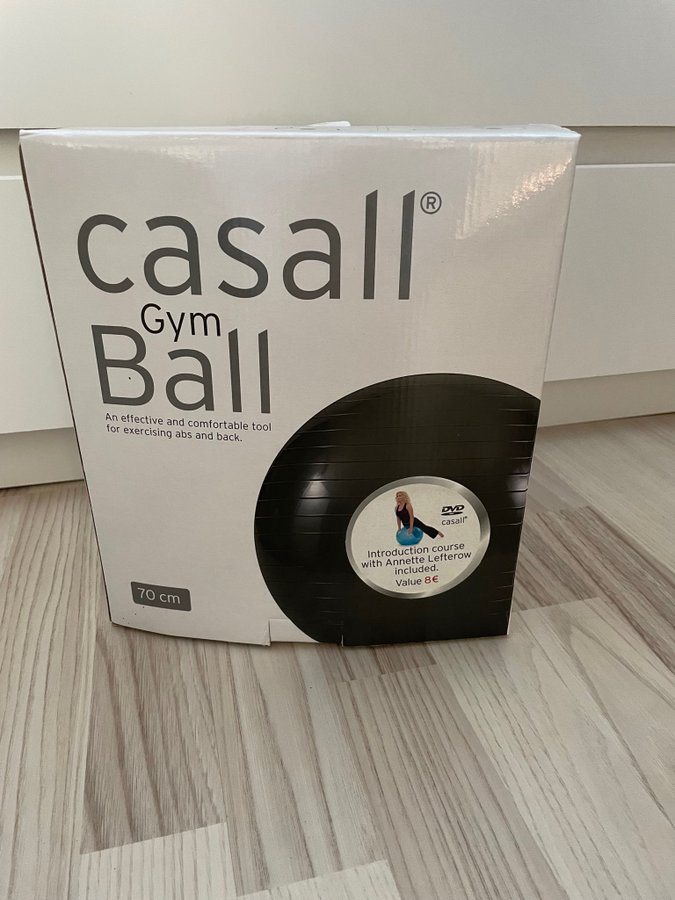 casall®
Gym
Ball
An effective and comfortable tool
for exercising abs and back.
DVD
casall®
Introduction course
with Annette Lefterow
included.
Value 8€
70 cm